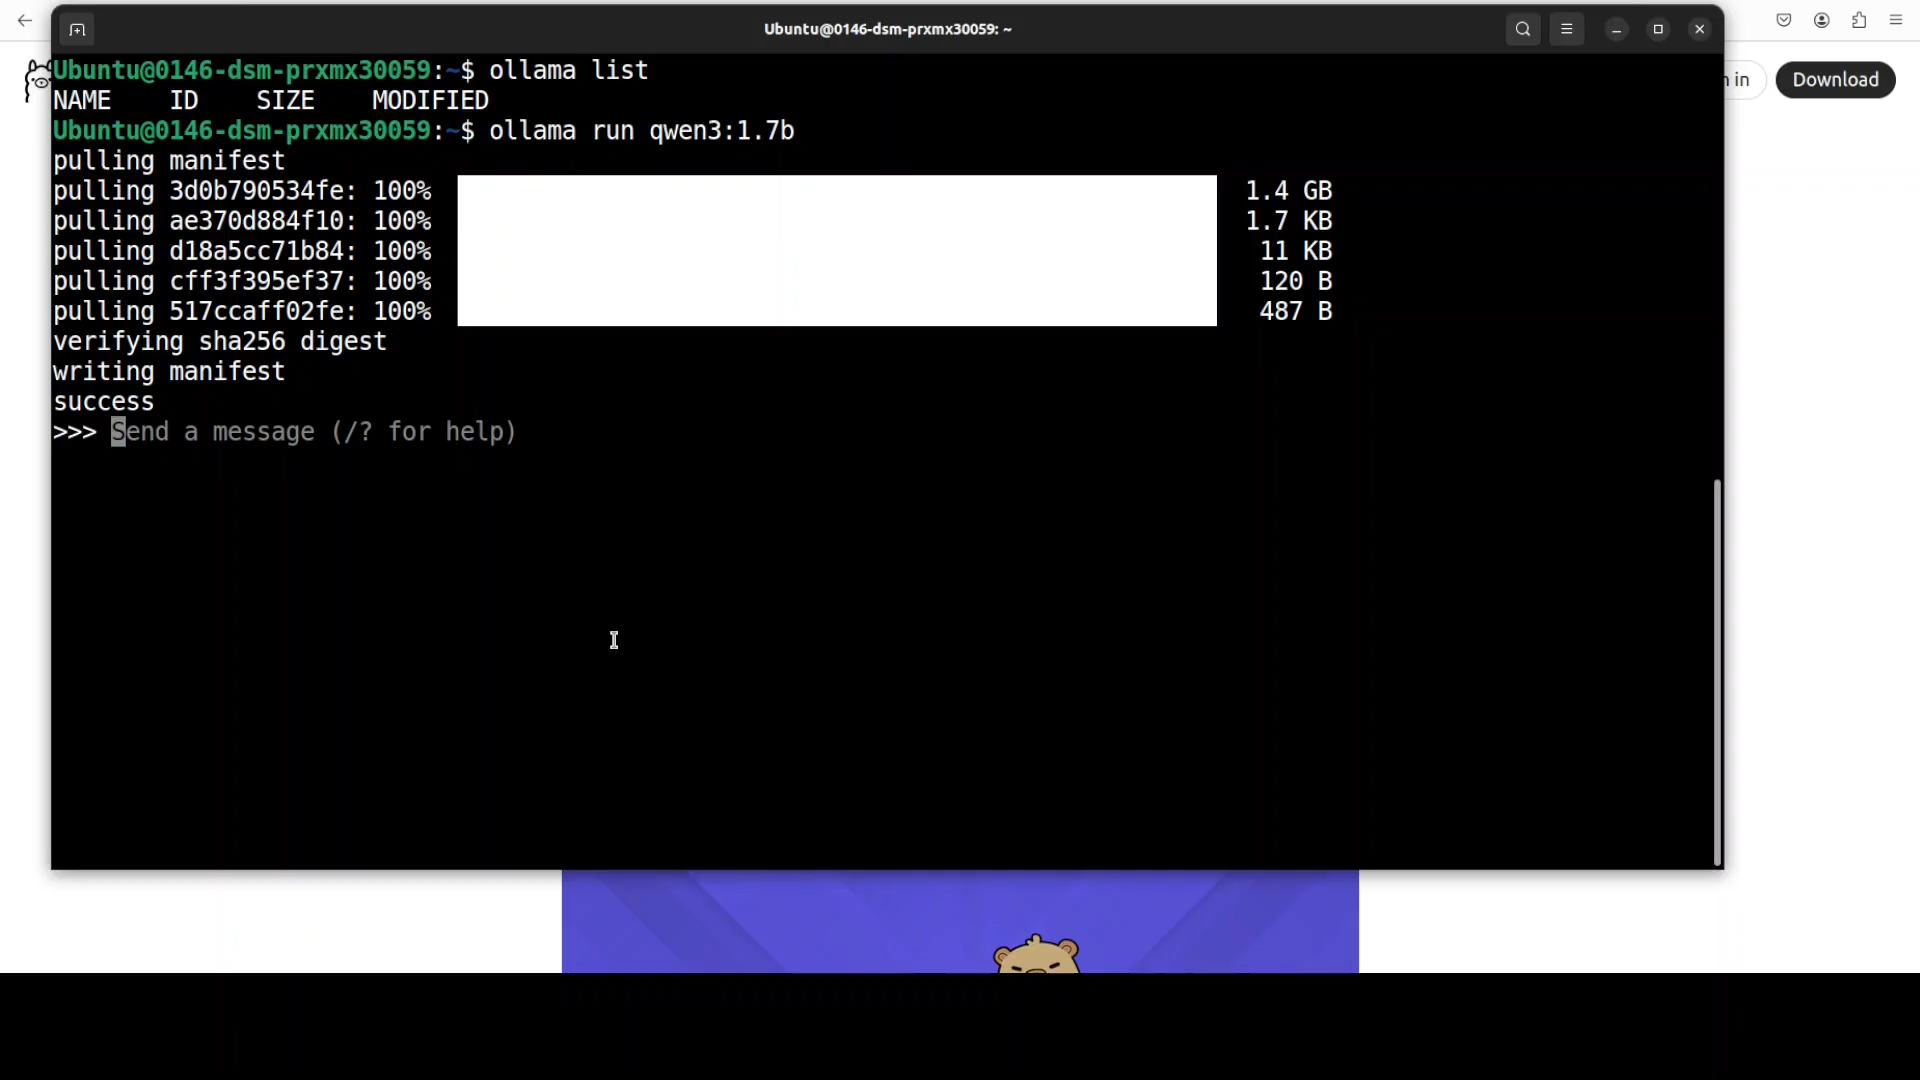 Ubuntu@0146-dsm-prxmx30059: ~
Ubuntu@0146-dsm-prxmx30059:~$ ollama list
NAME    ID    SIZE    MODIFIED
Ubuntu@0146-dsm-prxmx30059:~$ ollama run qwen3:1.7b
pulling manifest
pulling 3d0b790534fe: 100% 1.4 GB
pulling ae370d884f10: 100% 1.7 KB
pulling d18a5cc71b84: 100% 11 KB
pulling cff3f395ef37: 100% 120 B
pulling 517ccaff02fe: 100% 487 B
verifying sha256 digest
writing manifest
success
>>> Send a message (/? for help)
in
Download